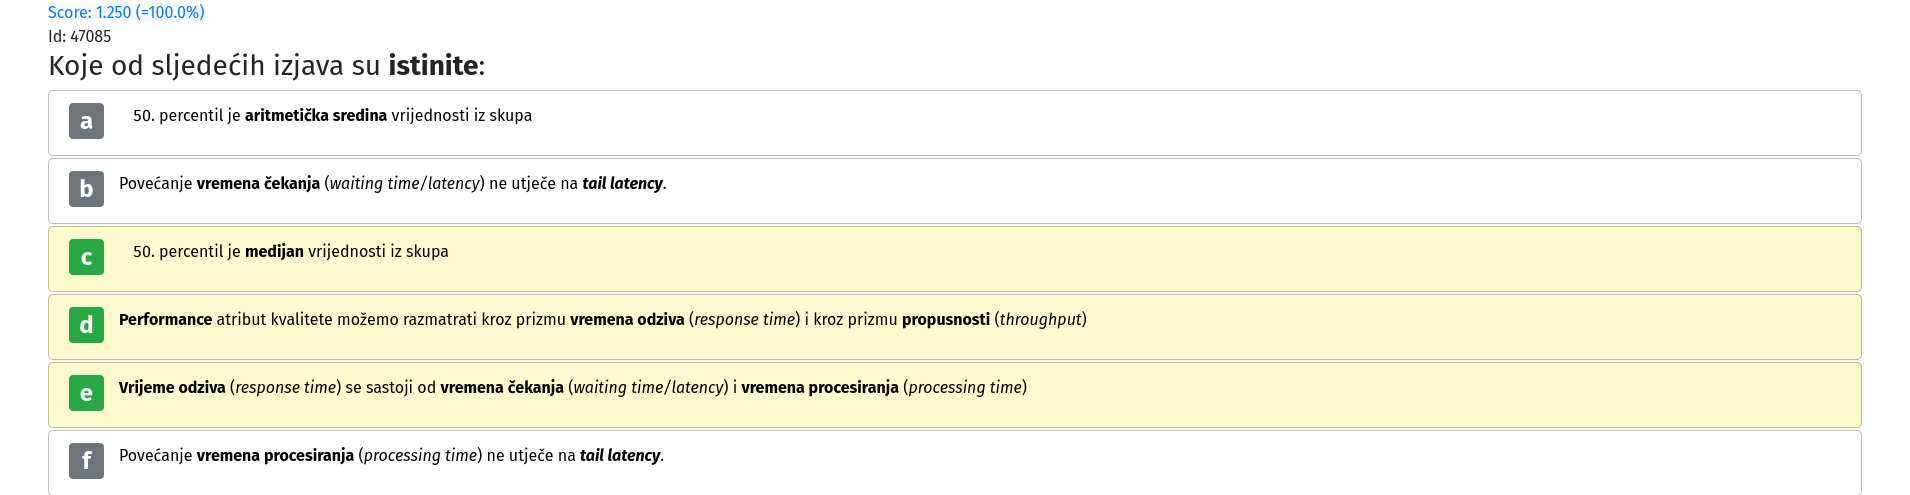 Score: 1.250 (=100.0%)
Id: 47085
Koje od sljedećih izjava su istinite:
a 50. percentil je aritmetička sredina vrijednosti iz skupa
b Povećanje vremena čekanja (waiting time/latency) ne utječe na tail latency.
c 50. percentil je medijan vrijednosti iz skupa
d Performance atribut kvalitete možemo razmatrati kroz prizmu vremena odziva (response time) i kroz prizmu propusnosti (throughput)
e Vrijeme odziva (response time) se sastoji od vremena čekanja (waiting time/latency) i vremena procesiranja (processing time)
f Povećanje vremena procesiranja (processing time) ne utječe na tail latency.